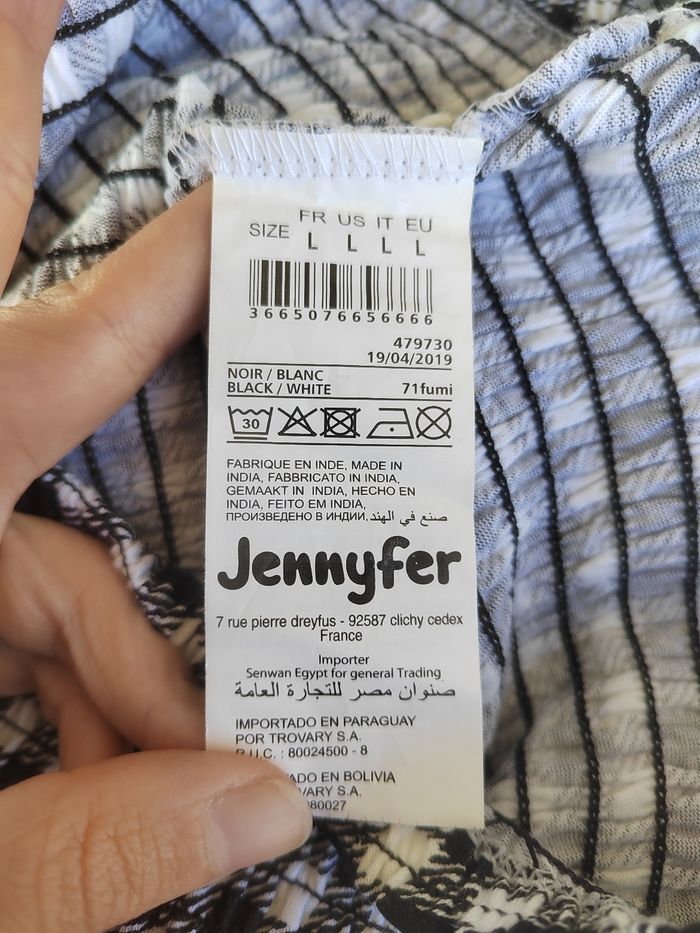 FR US IT EU
SIZE L L L L
3665076656666
479730
19/04/2019
NOIR / BLANC
BLACK / WHITE 71fumi
30
FABRIQUE EN INDE, MADE IN
INDIA, FABBRICATO IN INDIA,
GEMAAKT IN INDIA, HECHO EN
INDIA, FEITO EM INDIA,
ПРОИЗВЕДЕНО В ИНДИИ, صنع في الهند
Jennyfer
7 rue pierre dreyfus - 92587 clichy cedex
France
Importer
Senwan Egypt for general Trading
صنوان مصر للتجارة العامة
IMPORTADO EN PARAGUAY
POR TROVARY S.A.
R.U.C. : 80024500 - 8
ADO EN BOLIVIA
VARY S.A.
80027